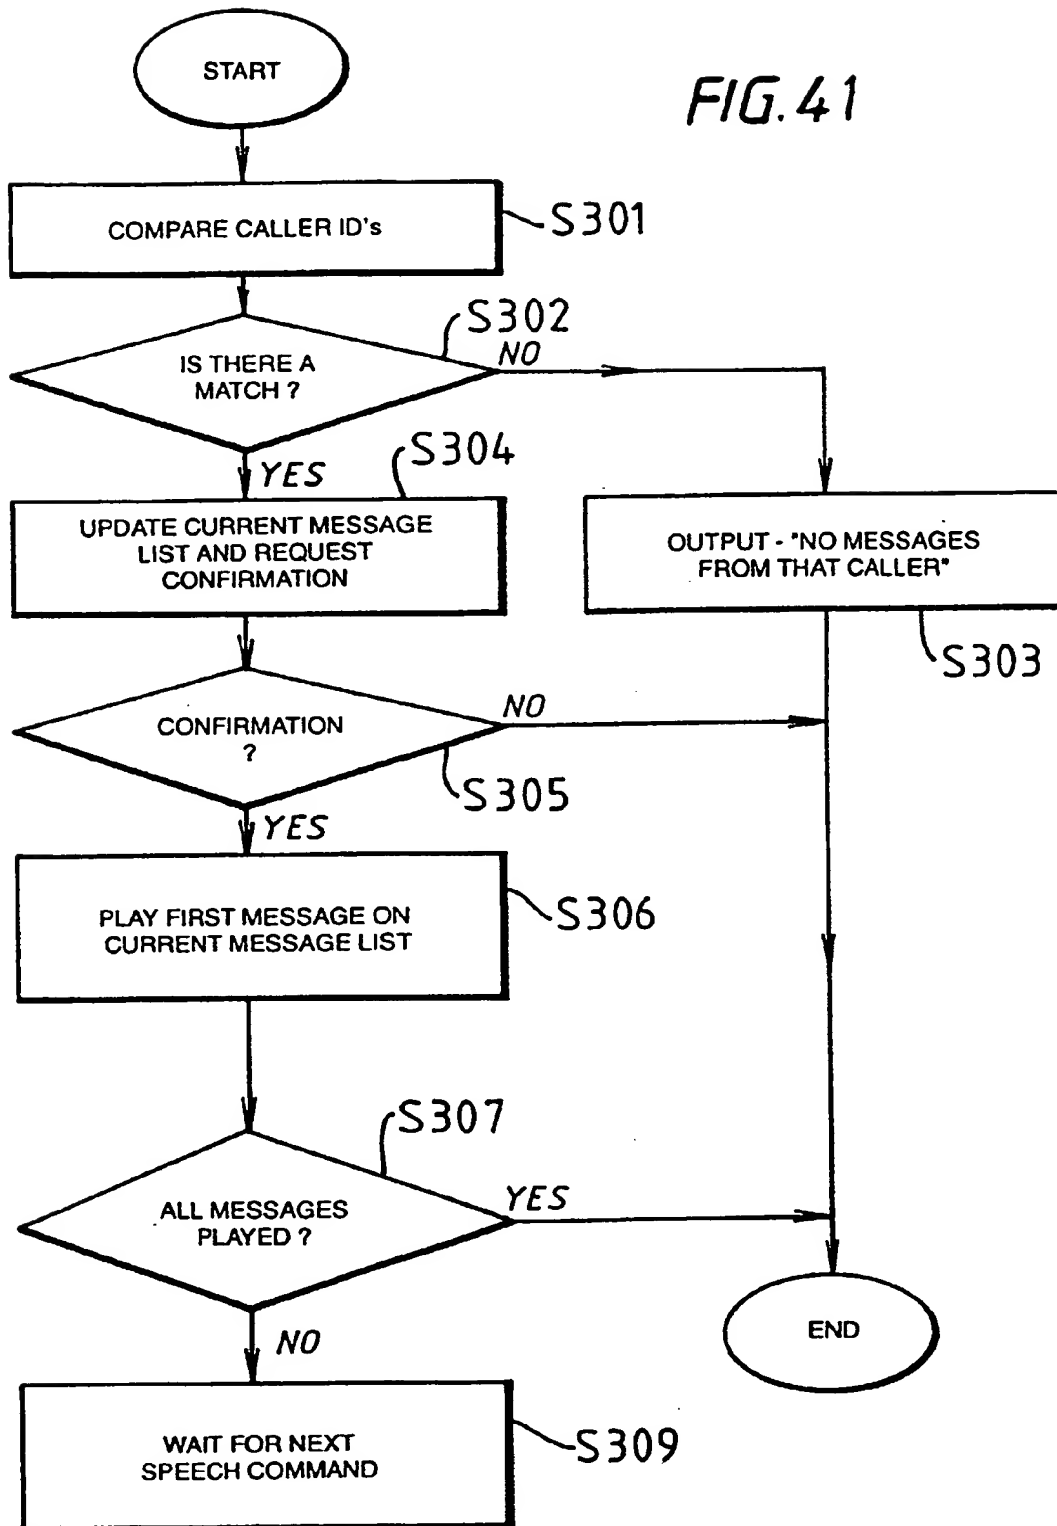 START
FIG. 41
COMPARE CALLER ID's
S301
S302
IS THERE A
MATCH ?
NO
YES
S304
UPDATE CURRENT MESSAGE
LIST AND REQUEST
CONFIRMATION
OUTPUT - "NO MESSAGES
FROM THAT CALLER"
S303
CONFIRMATION
?
NO
S305
YES
PLAY FIRST MESSAGE ON
CURRENT MESSAGE LIST
S306
S307
ALL MESSAGES
PLAYED ?
YES
NO
END
WAIT FOR NEXT
SPEECH COMMAND
S309